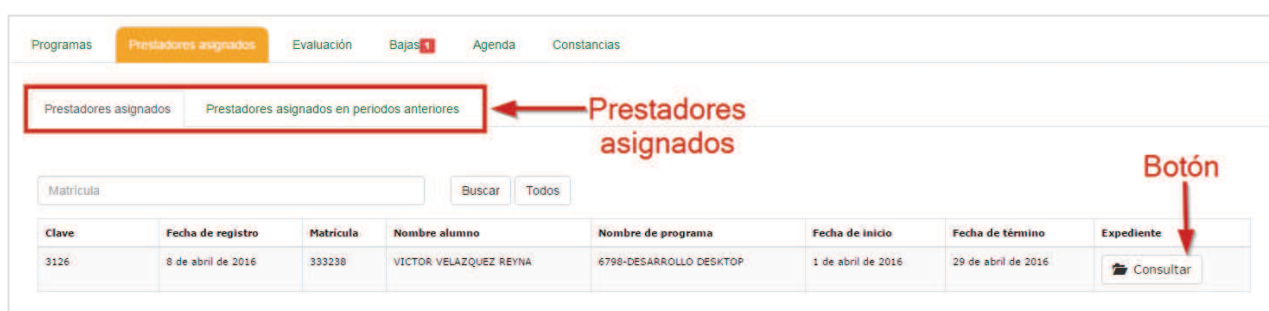 Programas Prestadores asignados Evaluación Bajas 1 Agenda Constancias
Prestadores asignados Prestadores asignados en periodos anteriores
Prestadores
asignados
Botón
Matrícula Buscar Todos
Clave Fecha de registro Matrícula Nombre alumno Nombre de programa Fecha de inicio Fecha de término Expediente
3126 8 de abril de 2016 333238 VICTOR VELAZQUEZ REYNA 6798-DESARROLLO DESKTOP 1 de abril de 2016 29 de abril de 2016 Consultar